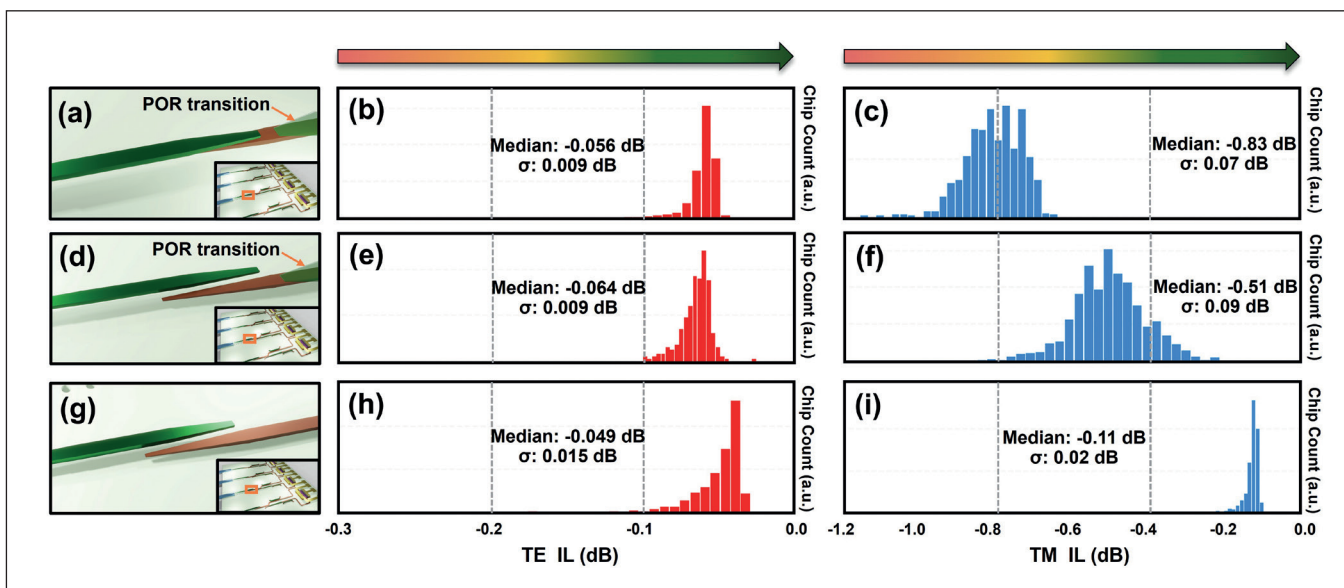 (a)
POR transition
(b)
Median: -0.056 dB
σ: 0.009 dB
Chip Count (a.u.)
(c)
Median: -0.83 dB
σ: 0.07 dB
Chip Count (a.u.)
(d)
POR transition
(e)
Median: -0.064 dB
σ: 0.009 dB
Chip Count (a.u.)
(f)
Median: -0.51 dB
σ: 0.09 dB
Chip Count (a.u.)
(g)
(h)
Median: -0.049 dB
σ: 0.015 dB
Chip Count (a.u.)
(i)
Median: -0.11 dB
σ: 0.02 dB
Chip Count (a.u.)
-0.3 -0.2 -0.1 0.0
TE IL (dB)
-1.2 -1.0 -0.8 -0.6 -0.4 -0.2 0.0
TM IL (dB)